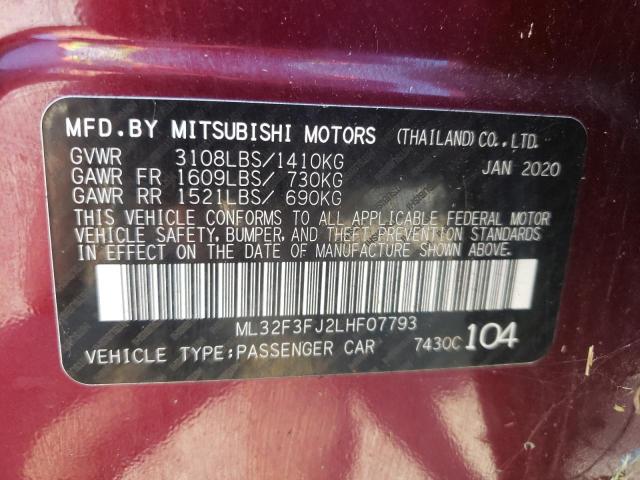 MFD.BY MITSUBISHI MOTORS (THAILAND) CO., LTD.
GVWR 3108LBS/1410KG JAN 2020
GAWR FR 1609LBS/ 730KG
GAWR RR 1521LBS/ 690KG
THIS VEHICLE CONFORMS TO ALL APPLICABLE FEDERAL MOTOR
VEHICLE SAFETY, BUMPER, AND THEFT PREVENTION STANDARDS
IN EFFECT ON THE DATE OF MANUFACTURE SHOWN ABOVE.
ML32F3FJ2LHF07793
VEHICLE TYPE;PASSENGER CAR 7430C 104